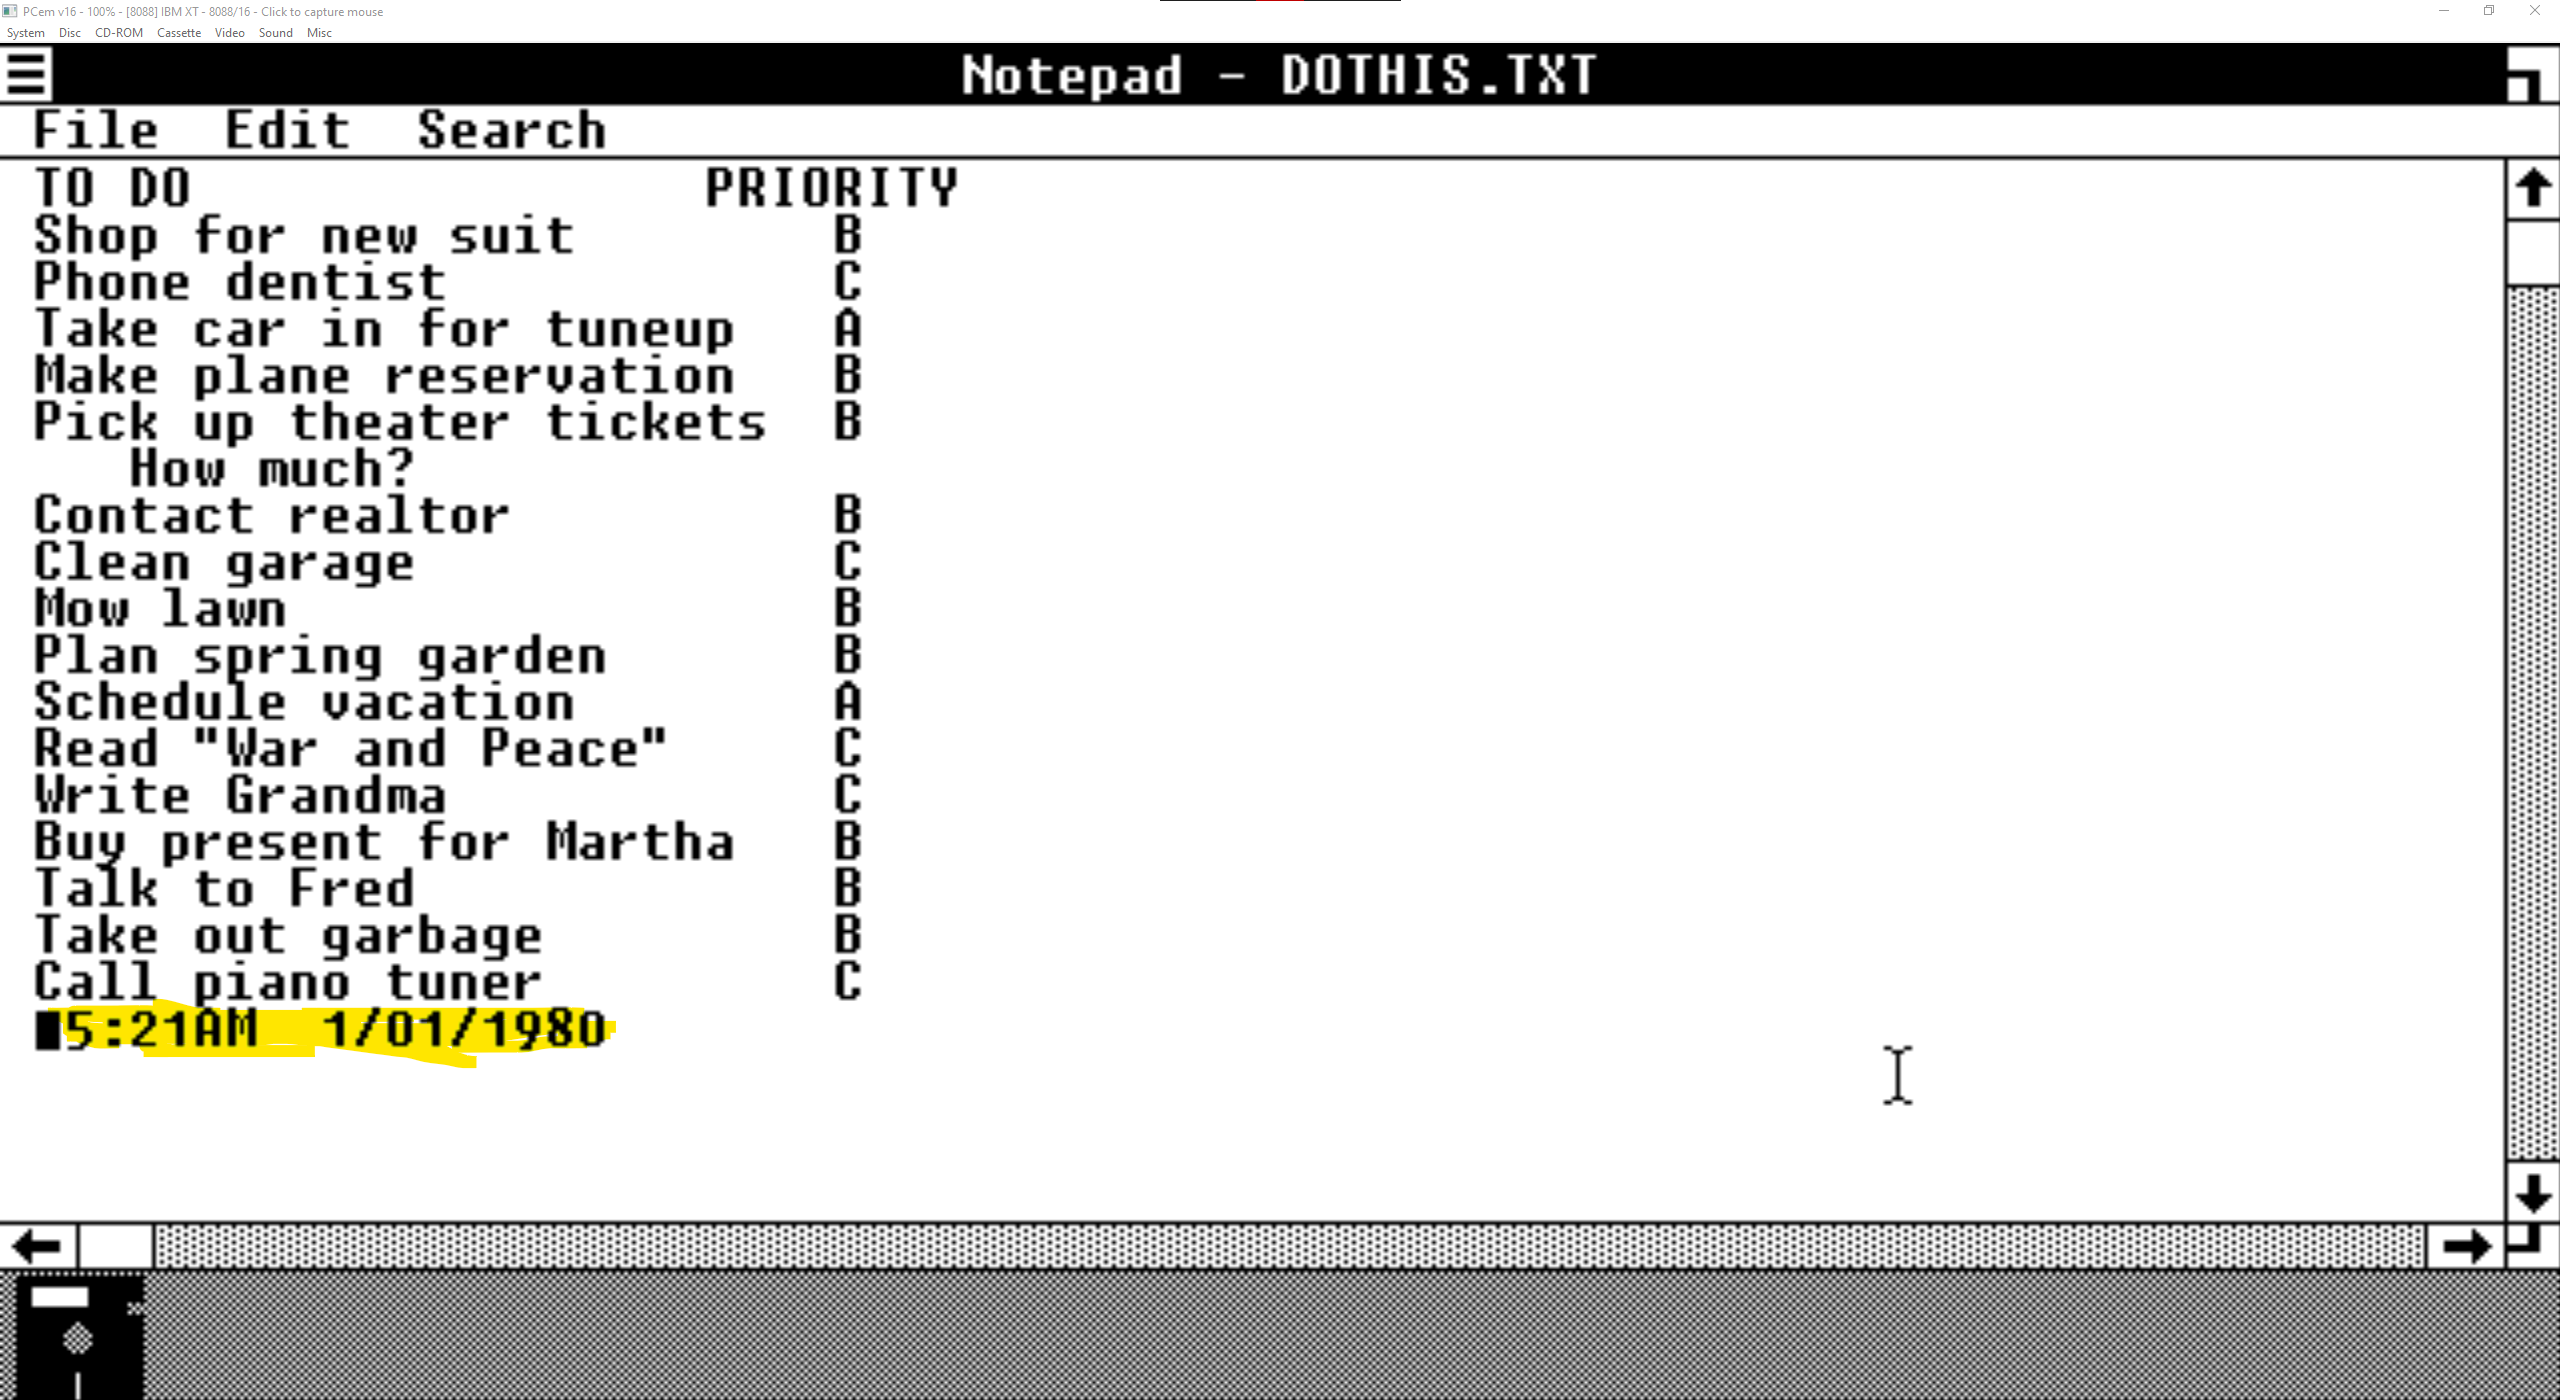 PCem v16 - 100% - [8088] IBM XT - 8088/16 - Click to capture mouse
System Disc CD-ROM Cassette Video Sound Misc
Notepad - DOTHIS.TXT
File Edit Search
TO DO PRIORITY
Shop for new suit B
Phone dentist C
Take car in for tuneup A
Make plane reservation B
Pick up theater tickets B
How much?
Contact realtor B
Clean garage C
Mow lawn B
Plan spring garden B
Schedule vacation A
Read "War and Peace" C
Write Grandma C
Buy present for Martha B
Talk to Fred B
Take out garbage B
Call piano tuner C
5:21AM 1/01/1980